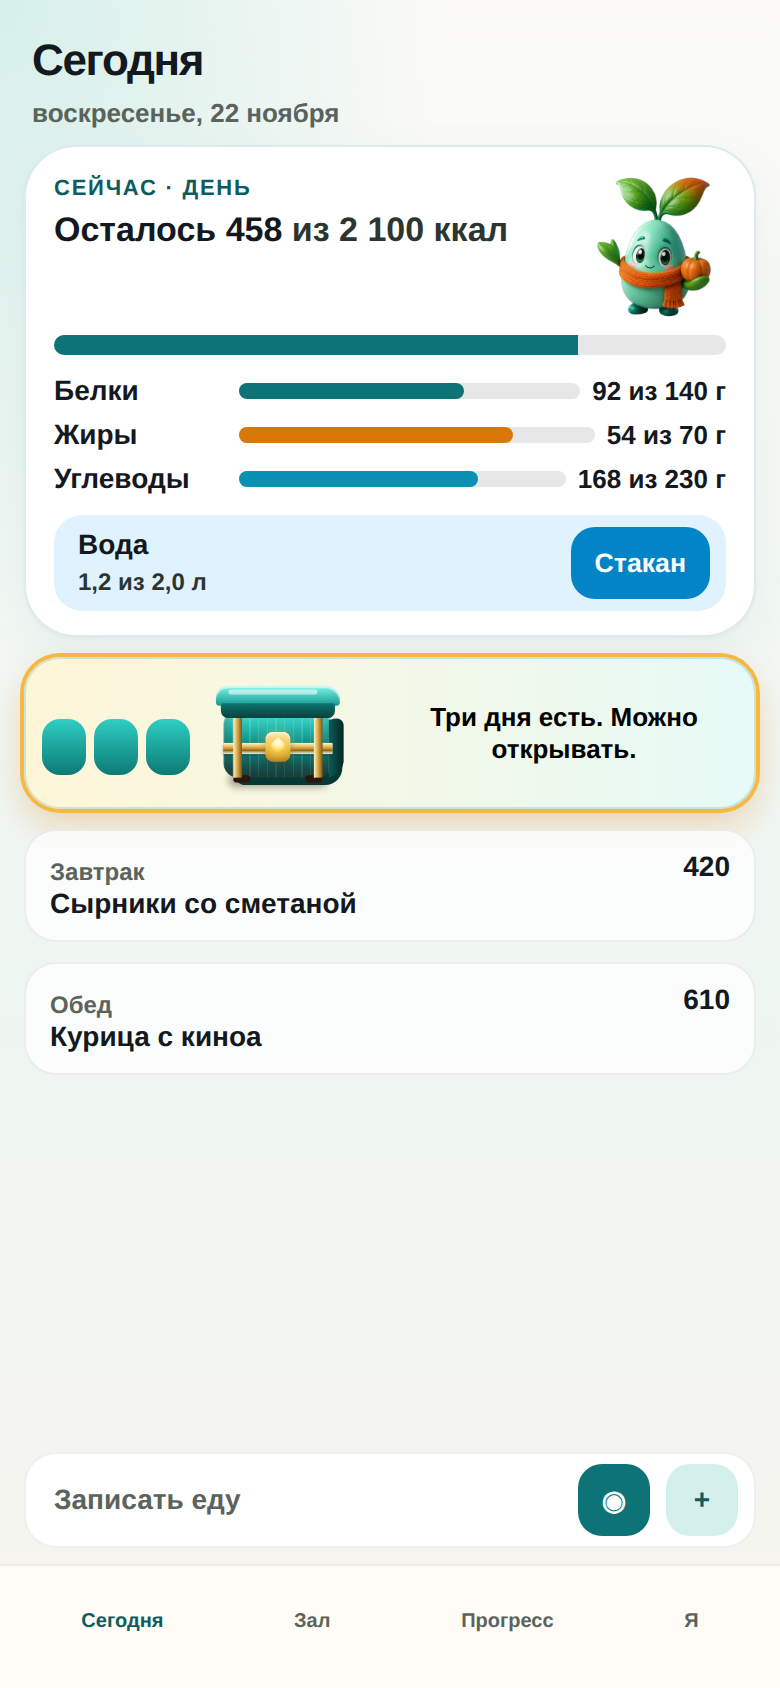 Сегодня
воскресенье, 22 ноября
СЕЙЧАС · ДЕНЬ
Осталось 458 из 2 100 ккал
Белки 92 из 140 г
Жиры 54 из 70 г
Углеводы 168 из 230 г
Вода
1,2 из 2,0 л
Стакан
Три дня есть. Можно
открывать.
Завтрак
Сырники со сметаной
420
Обед
Курица с киноа
610
Записать еду
+
Сегодня Зал Прогресс Я